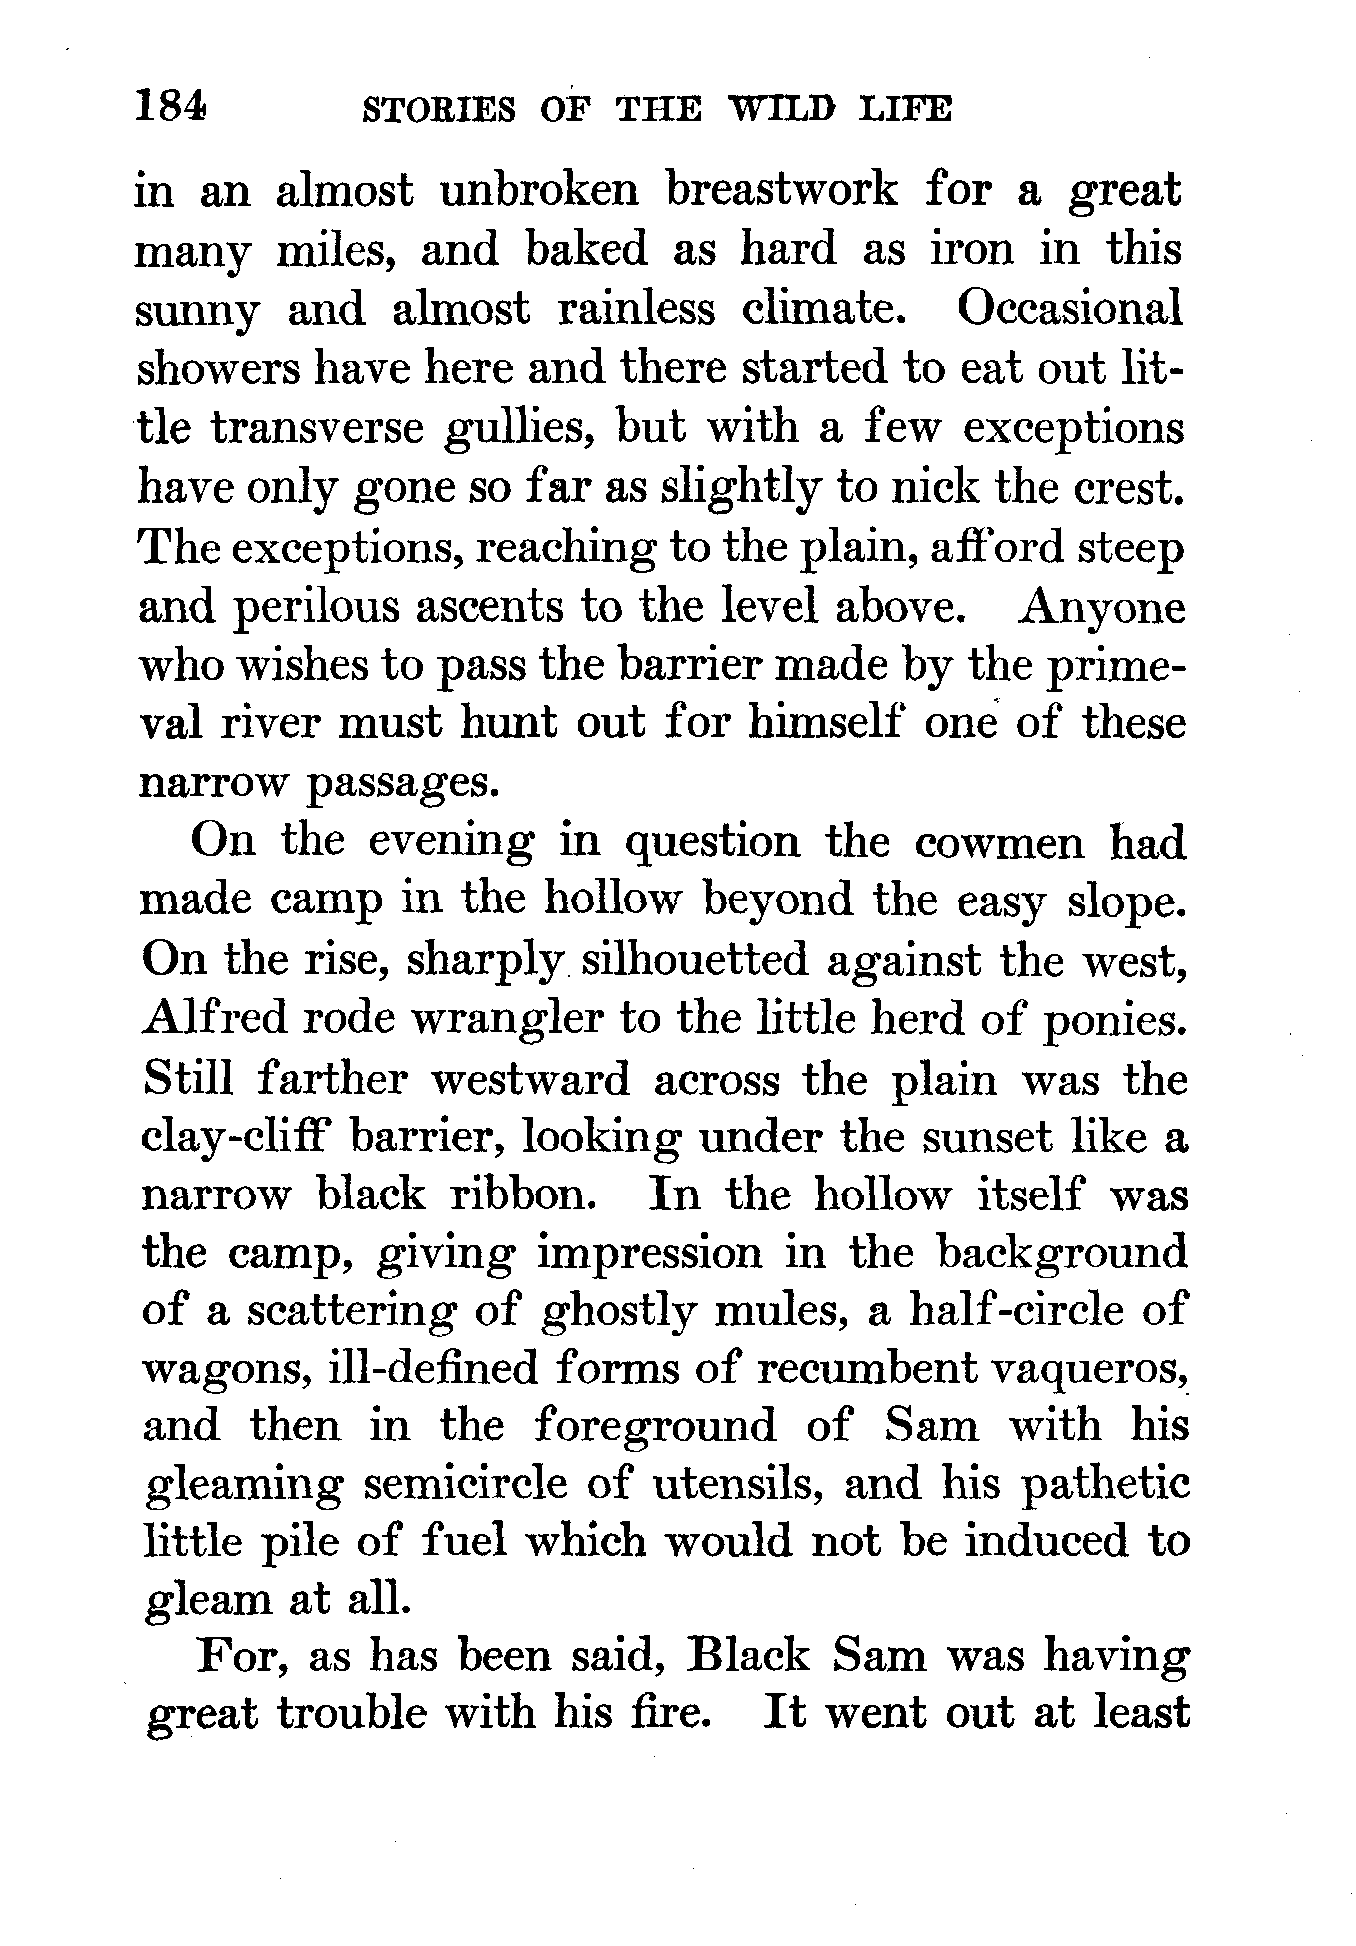 184 STORIES OF THE WILD LIFE
in an almost unbroken breastwork for a great
many miles, and baked as hard as iron in this
sunny and almost rainless climate. Occasional
showers have here and there started to eat out lit-
tle transverse gullies, but with a few exceptions
have only gone so far as slightly to nick the crest.
The exceptions, reaching to the plain, afford steep
and perilous ascents to the level above. Anyone
who wishes to pass the barrier made by the prime-
val river must hunt out for himself one of these
narrow passages.
On the evening in question the cowmen had
made camp in the hollow beyond the easy slope.
On the rise, sharply silhouetted against the west,
Alfred rode wrangler to the little herd of ponies.
Still farther westward across the plain was the
clay-cliff barrier, looking under the sunset like a
narrow black ribbon. In the hollow itself was
the camp, giving impression in the background
of a scattering of ghostly mules, a half-circle of
wagons, ill-defined forms of recumbent vaqueros,
and then in the foreground of Sam with his
gleaming semicircle of utensils, and his pathetic
little pile of fuel which would not be induced to
gleam at all.
For, as has been said, Black Sam was having
great trouble with his fire. It went out at least